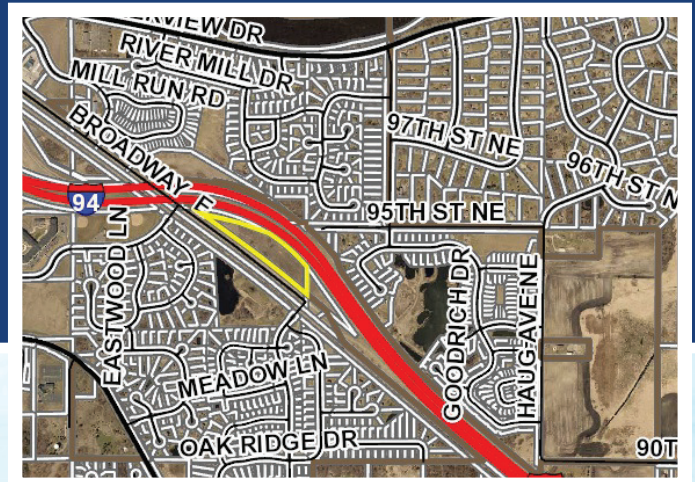 RIVER MILL DR
MILL RUN RD
BROADWAY E
97TH ST NE
96TH ST N
94
95TH ST NE
EASTWOOD LN
GOODRICH DR
HAUG AVE NE
MEADOW LN
OAK RIDGE DR
90T